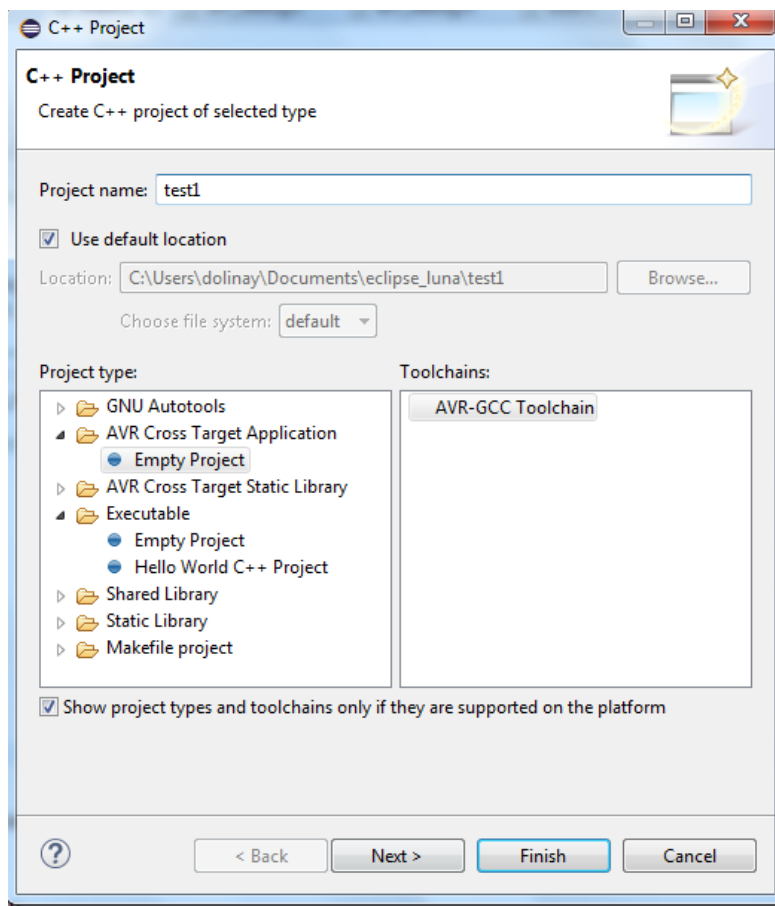 C++ Project
C++ Project
Create C++ project of selected type
Project name: test1
Use default location
Location: C:\Users\dolinay\Documents\eclipse_luna\test1 Browse...
Choose file system: default
Project type: Toolchains:
GNU Autotools AVR-GCC Toolchain
AVR Cross Target Application
Empty Project
AVR Cross Target Static Library
Executable
Empty Project
Hello World C++ Project
Shared Library
Static Library
Makefile project
Show project types and toolchains only if they are supported on the platform
? < Back Next > Finish Cancel